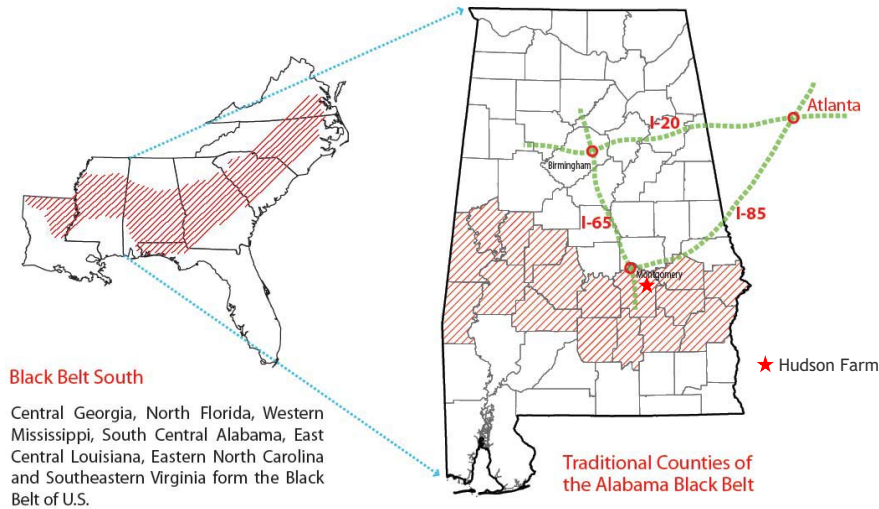 Black Belt South
Central Georgia, North Florida, Western
Mississippi, South Central Alabama, East
Central Louisiana, Eastern North Carolina
and Southeastern Virginia form the Black
Belt of U.S.
Atlanta
I-20
Birmingham
I-65
I-85
Montgomery
Hudson Farm
Traditional Counties of
the Alabama Black Belt